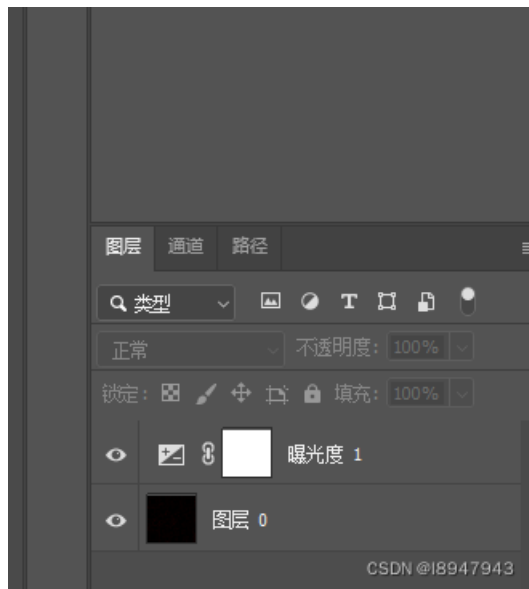 图层 通道 路径
类型
正常 不透明度: 100%
锁定: 填充: 100%
曝光度 1
图层 0
CSDN @I8947943